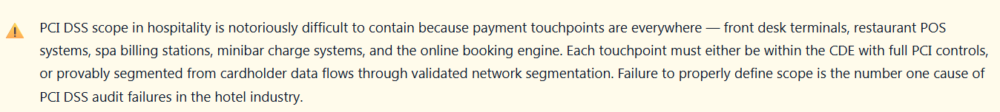 PCI DSS scope in hospitality is notoriously difficult to contain because payment touchpoints are everywhere — front desk terminals, restaurant POS
systems, spa billing stations, minibar charge systems, and the online booking engine. Each touchpoint must either be within the CDE with full PCI controls,
or provably segmented from cardholder data flows through validated network segmentation. Failure to properly define scope is the number one cause of
PCI DSS audit failures in the hotel industry.